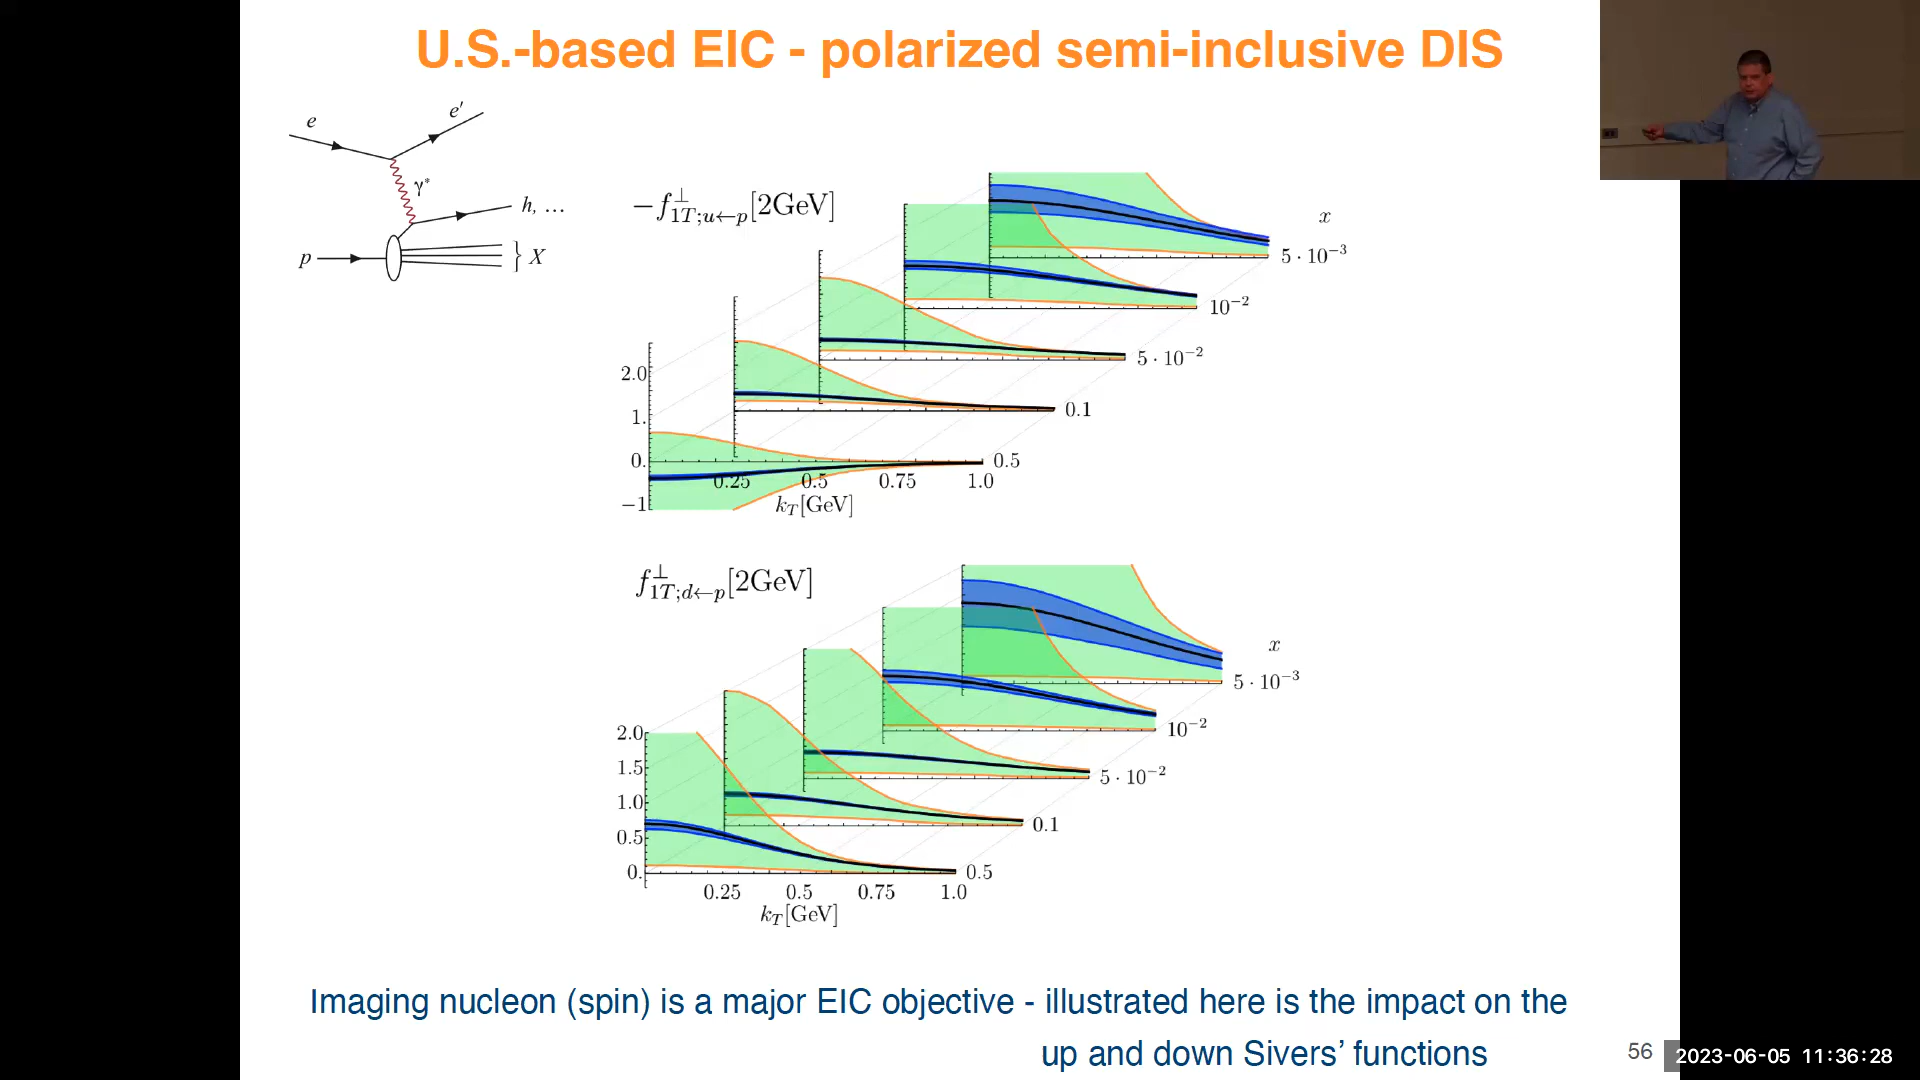 U.S.-based EIC - polarized semi-inclusive DIS
e
e′
γ*
h, ...
p
} X
−f⊥1T;u←p[2GeV]
x
5·10−3
10−2
5·10−2
0.1
0.5
2.0
1.
0.
−1
0.25 0.5 0.75 1.0
kT[GeV]
f⊥1T;d←p[2GeV]
x
5·10−3
10−2
5·10−2
0.1
0.5
2.0
1.5
1.0
0.5
0.
0.25 0.5 0.75 1.0
kT[GeV]
Imaging nucleon (spin) is a major EIC objective - illustrated here is the impact on the
up and down Sivers’ functions
56
2023-06-05 11:36:28